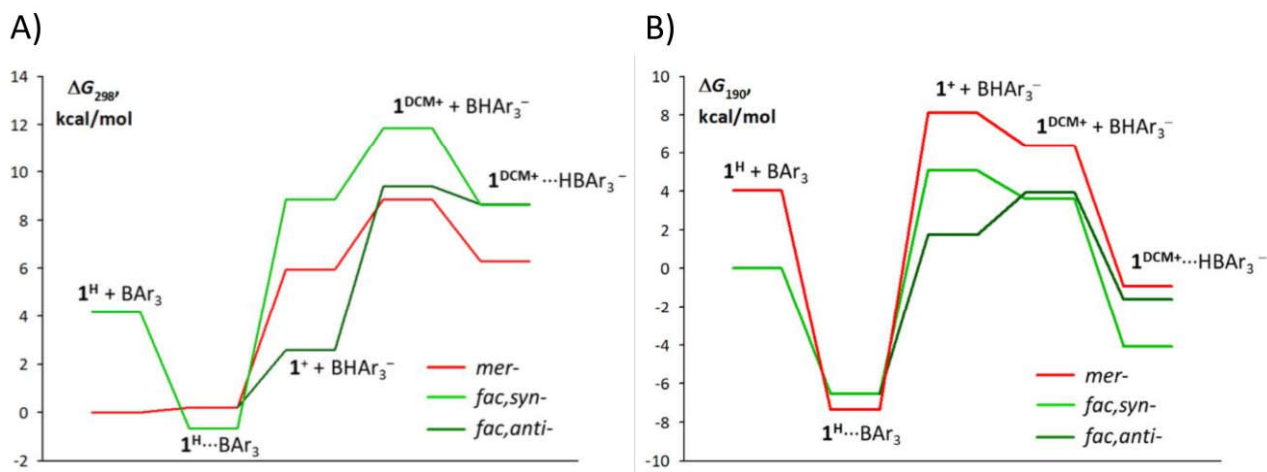 A)
14
12
10
8
6
4
2
0
-2
ΔG₂₉₈,
kcal/mol
1ᴴ + BAr₃
1ᴴ···BAr₃
1⁺ + BHAr₃⁻
1ᴰᶜᴹ⁺ + BHAr₃⁻
1ᴰᶜᴹ⁺···HBAr₃⁻
mer-
fac,syn-
fac,anti-
B)
10
8
6
4
2
0
-2
-4
-6
-8
-10
ΔG₁₉₀,
kcal/mol
1ᴴ + BAr₃
1ᴴ···BAr₃
1⁺ + BHAr₃⁻
1ᴰᶜᴹ⁺ + BHAr₃⁻
1ᴰᶜᴹ⁺···HBAr₃⁻
mer-
fac,syn-
fac,anti-